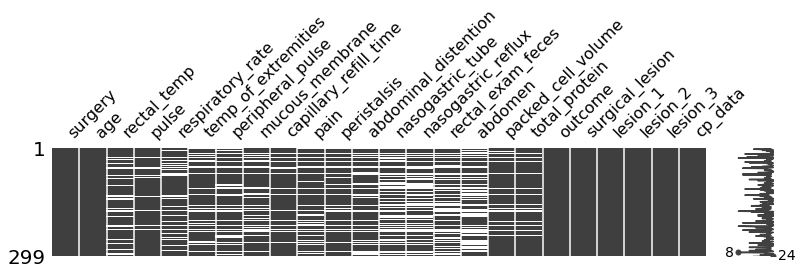 surgery
age
rectal_temp
pulse
respiratory_rate
temp_of_extremities
peripheral_pulse
mucous_membrane
capillary_refill_time
pain
peristalsis
abdominal_distention
nasogastric_tube
nasogastric_reflux
rectal_exam_feces
abdomen
packed_cell_volume
total_protein
outcome
surgical_lesion
lesion_1
lesion_2
lesion_3
cp_data
1
299
8
24